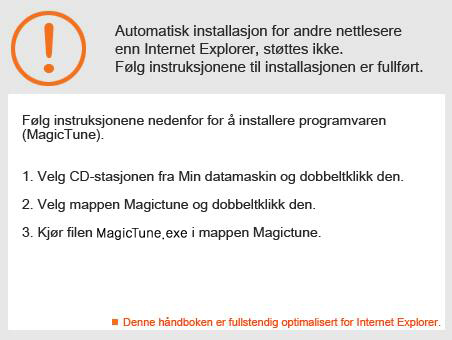 Automatisk installasjon for andre nettlesere
enn Internet Explorer, støttes ikke.
Følg instruksjonene til installasjonen er fullført.
Følg instruksjonene nedenfor for å installere programvaren
(MagicTune).
1. Velg CD-stasjonen fra Min datamaskin og dobbeltklikk den.
2. Velg mappen Magictune og dobbeltklikk den.
3. Kjør filen MagicTune.exe i mappen Magictune.
Denne håndboken er fullstendig optimalisert for Internet Explorer.